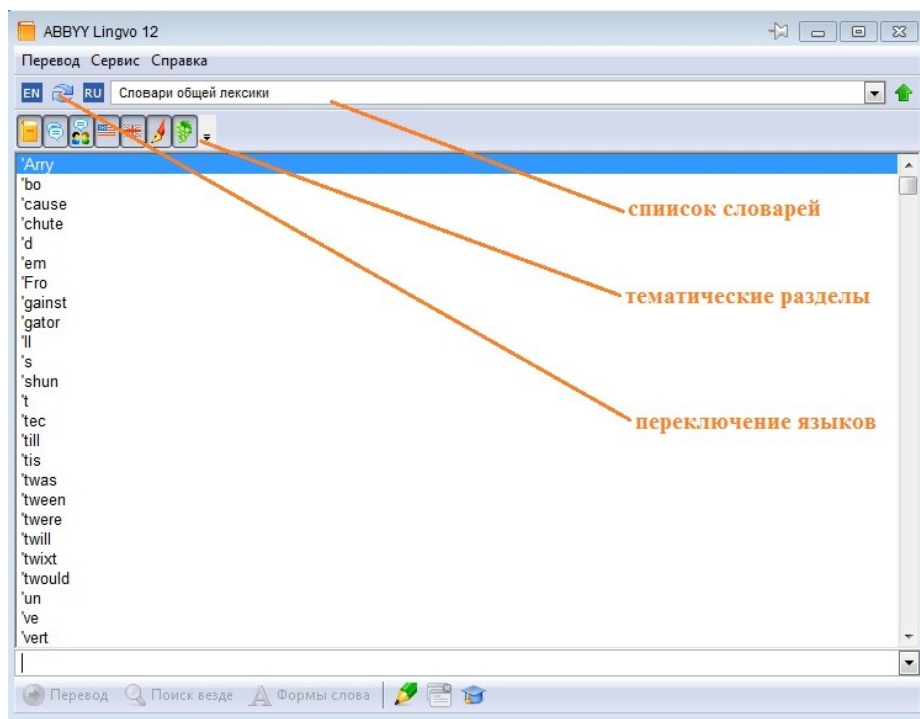 ABBYY Lingvo 12
Перевод Сервис Справка
EN RU Словари общей лексики
'Arry
'bo
'cause
'chute
'd
'em
'Fro
'gainst
'gator
'll
's
'shun
't
'tec
'till
'tis
'twas
'tween
'twere
'twill
'twixt
'twould
'un
've
'vert
спиисок словарей
тематические разделы
переключение языков
Перевод Поиск везде Формы слова